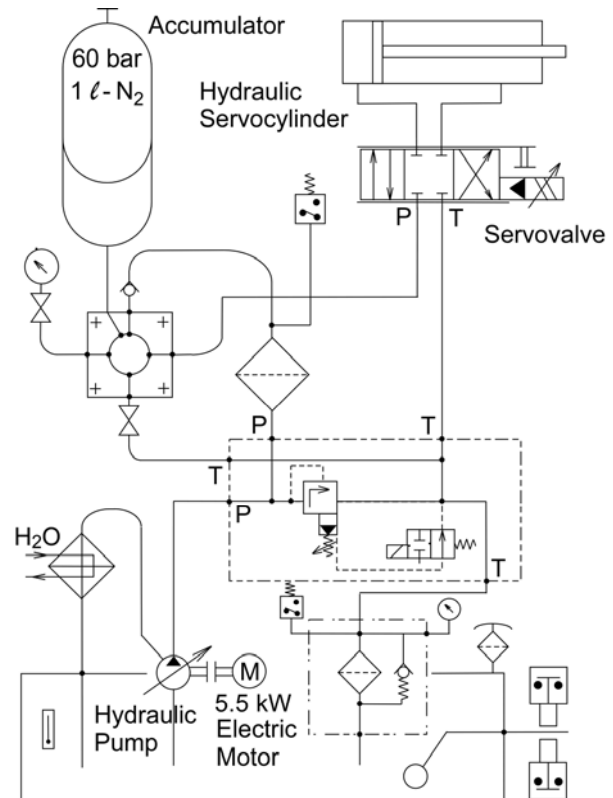 Accumulator
60 bar
1 ℓ - N₂
Hydraulic
Servocylinder
P
T
Servovalve
P
T
T
P
H₂O
T
M
5.5 kW
Hydraulic
Electric
Pump
Motor